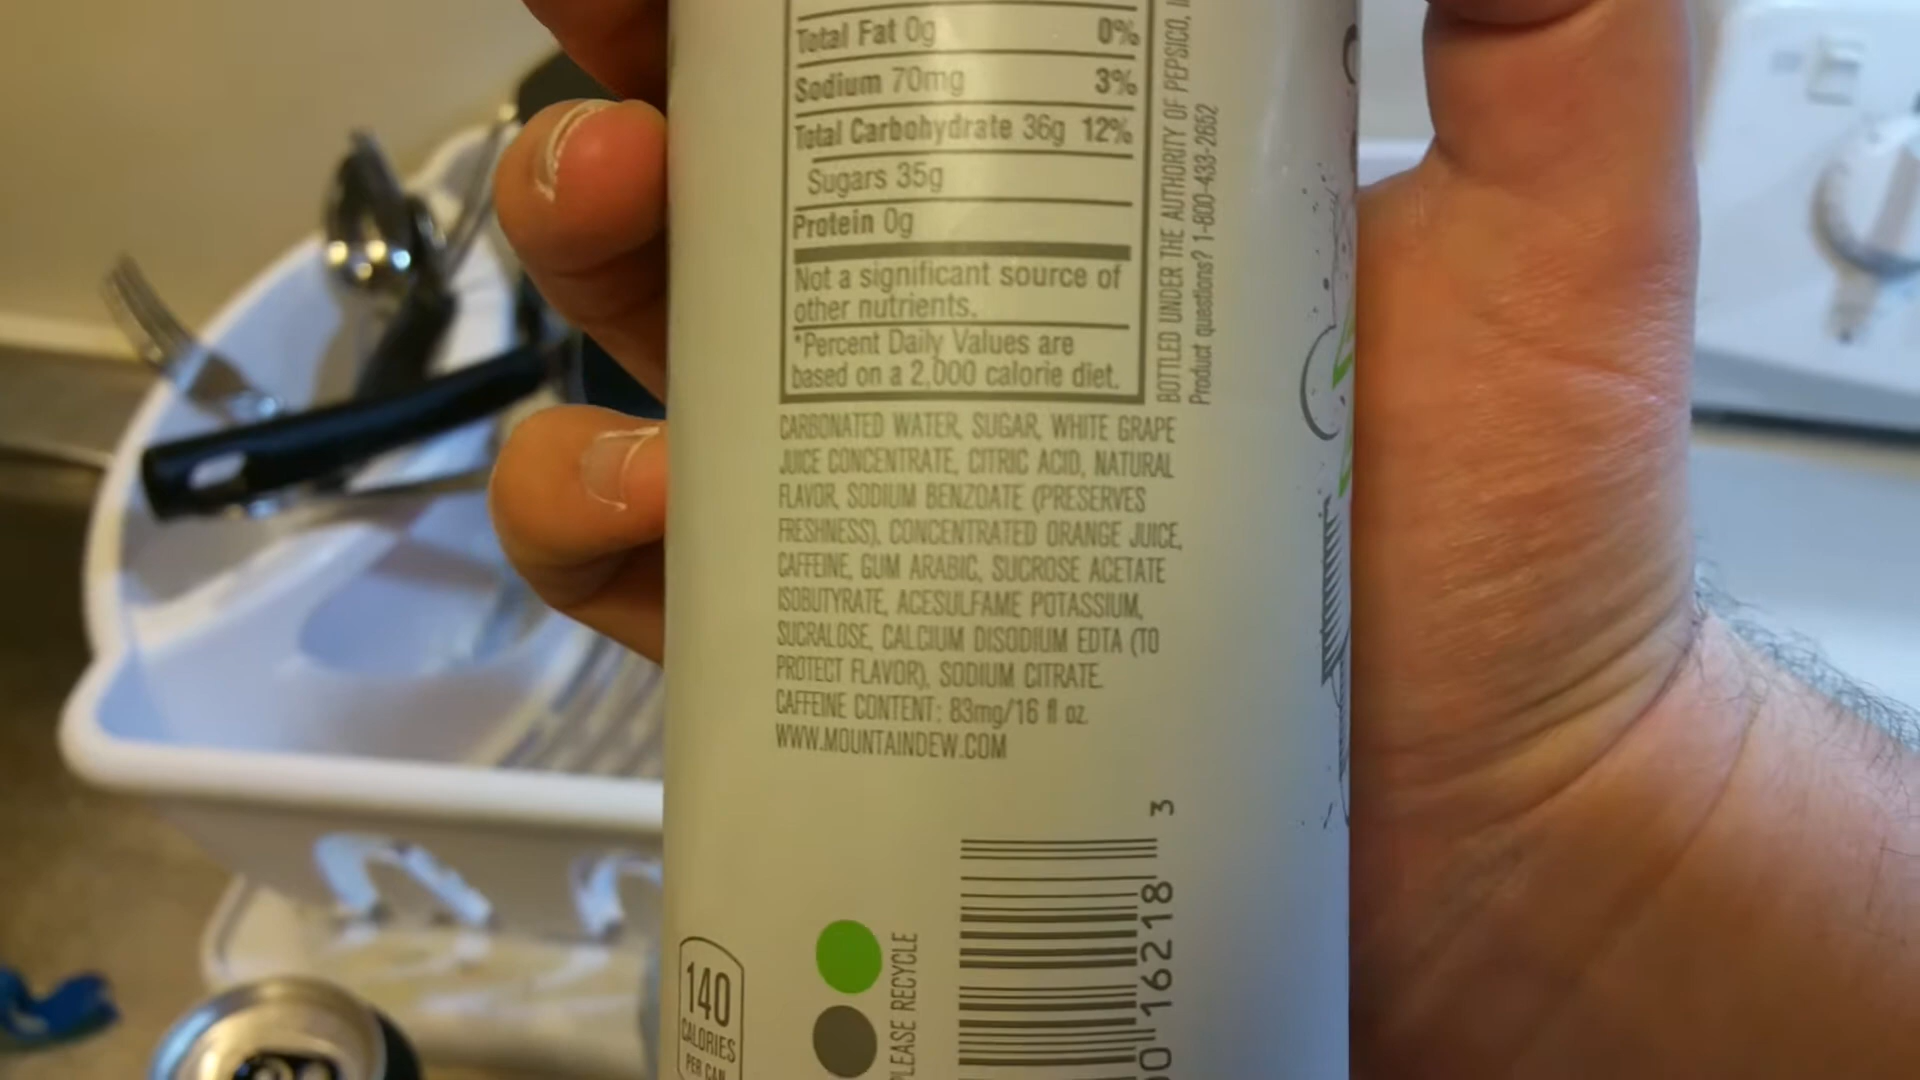 Total Fat 0g 0%
Sodium 70mg 3%
Total Carbohydrate 36g 12%
Sugars 35g
Protein 0g
Not a significant source of
other nutrients.
*Percent Daily Values are
based on a 2,000 calorie diet.
BOTTLED UNDER THE AUTHORITY OF PEPSICO,
Product questions? 1-800-433-2652
CARBONATED WATER, SUGAR, WHITE GRAPE
JUICE CONCENTRATE, CITRIC ACID, NATURAL
FLAVOR, SODIUM BENZOATE (PRESERVES
FRESHNESS), CONCENTRATED ORANGE JUICE,
CAFFEINE, GUM ARABIC, SUCROSE ACETATE
ISOBUTYRATE, ACESULFAME POTASSIUM,
SUCRALOSE, CALCIUM DISODIUM EDTA (TO
PROTECT FLAVOR), SODIUM CITRATE.
CAFFEINE CONTENT: 83mg/16 fl oz.
WWW.MOUNTAINDEW.COM
140
CALORIES
PER CAN
PLEASE RECYCLE
16218 3